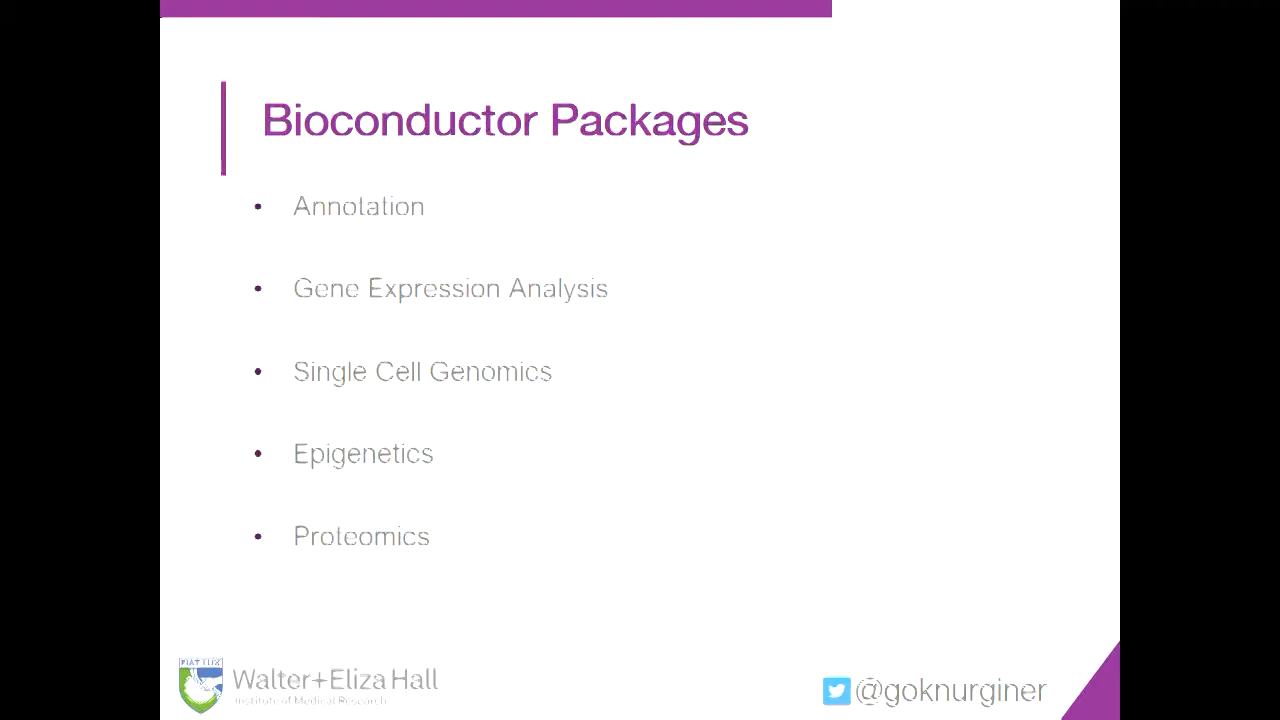 Bioconductor Packages
• Annotation
• Gene Expression Analysis
• Single Cell Genomics
• Epigenetics
• Proteomics
Walter+Eliza Hall
Institute of Medical Research
@goknurginer